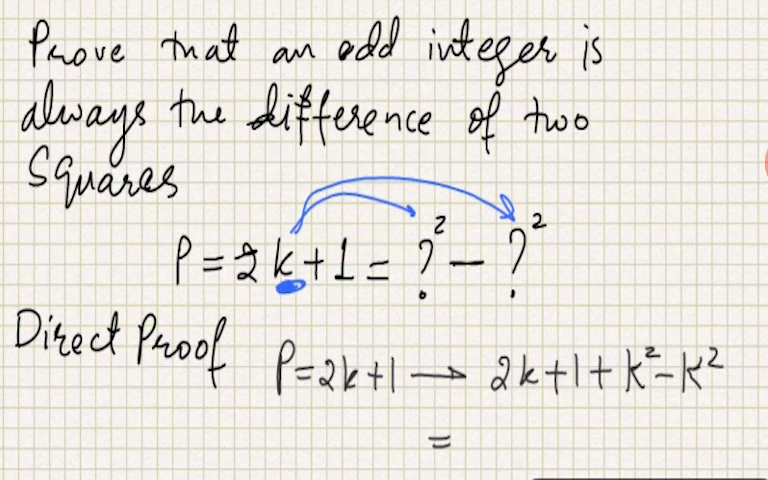 Prove that an odd integer is
always the difference of two
Squares
P = 2k + 1 = ?² − ?²
Direct Proof P = 2k + 1 → 2k + 1 + k² − k²
=